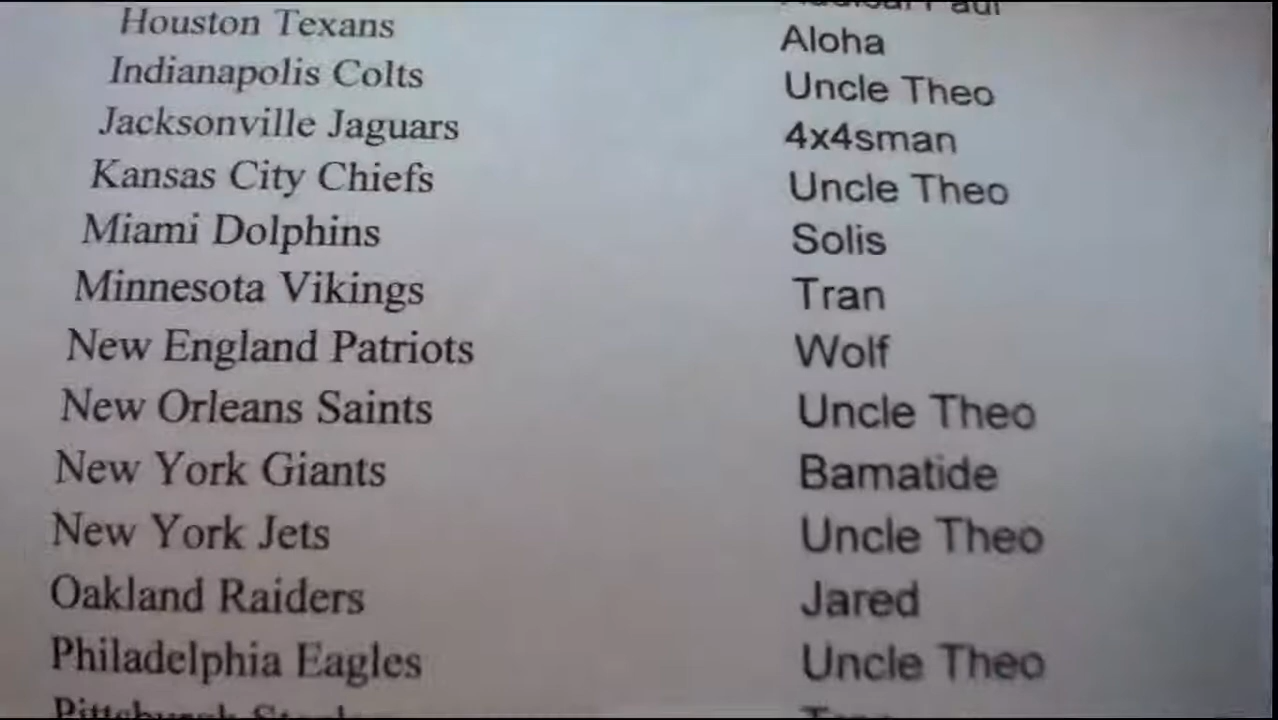 Houston Texans Aloha
Indianapolis Colts Uncle Theo
Jacksonville Jaguars 4x4sman
Kansas City Chiefs Uncle Theo
Miami Dolphins Solis
Minnesota Vikings Tran
New England Patriots Wolf
New Orleans Saints Uncle Theo
New York Giants Bamatide
New York Jets Uncle Theo
Oakland Raiders Jared
Philadelphia Eagles Uncle Theo